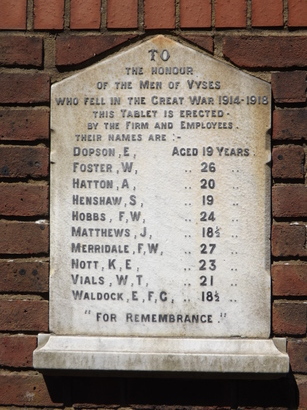 TO
THE HONOUR
OF THE MEN OF VYSES
WHO FELL IN THE GREAT WAR 1914-1918
THIS TABLET IS ERECTED
BY THE FIRM AND EMPLOYEES.
THEIR NAMES ARE :-
DOPSON, E, AGED 19 YEARS.
FOSTER, W, .. 26 ..
HATTON, A, .. 20 ..
HENSHAW, S, .. 19 ..
HOBBS, F, W, .. 24 ..
MATTHEWS, J, .. 18½ ..
MERRIDALE, F, W, .. 27 ..
NOTT, K, E, .. 23 ..
VIALS, W, T, .. 21 ..
WALDOCK, E, F, G, .. 18½ ..
"FOR REMEMBRANCE."